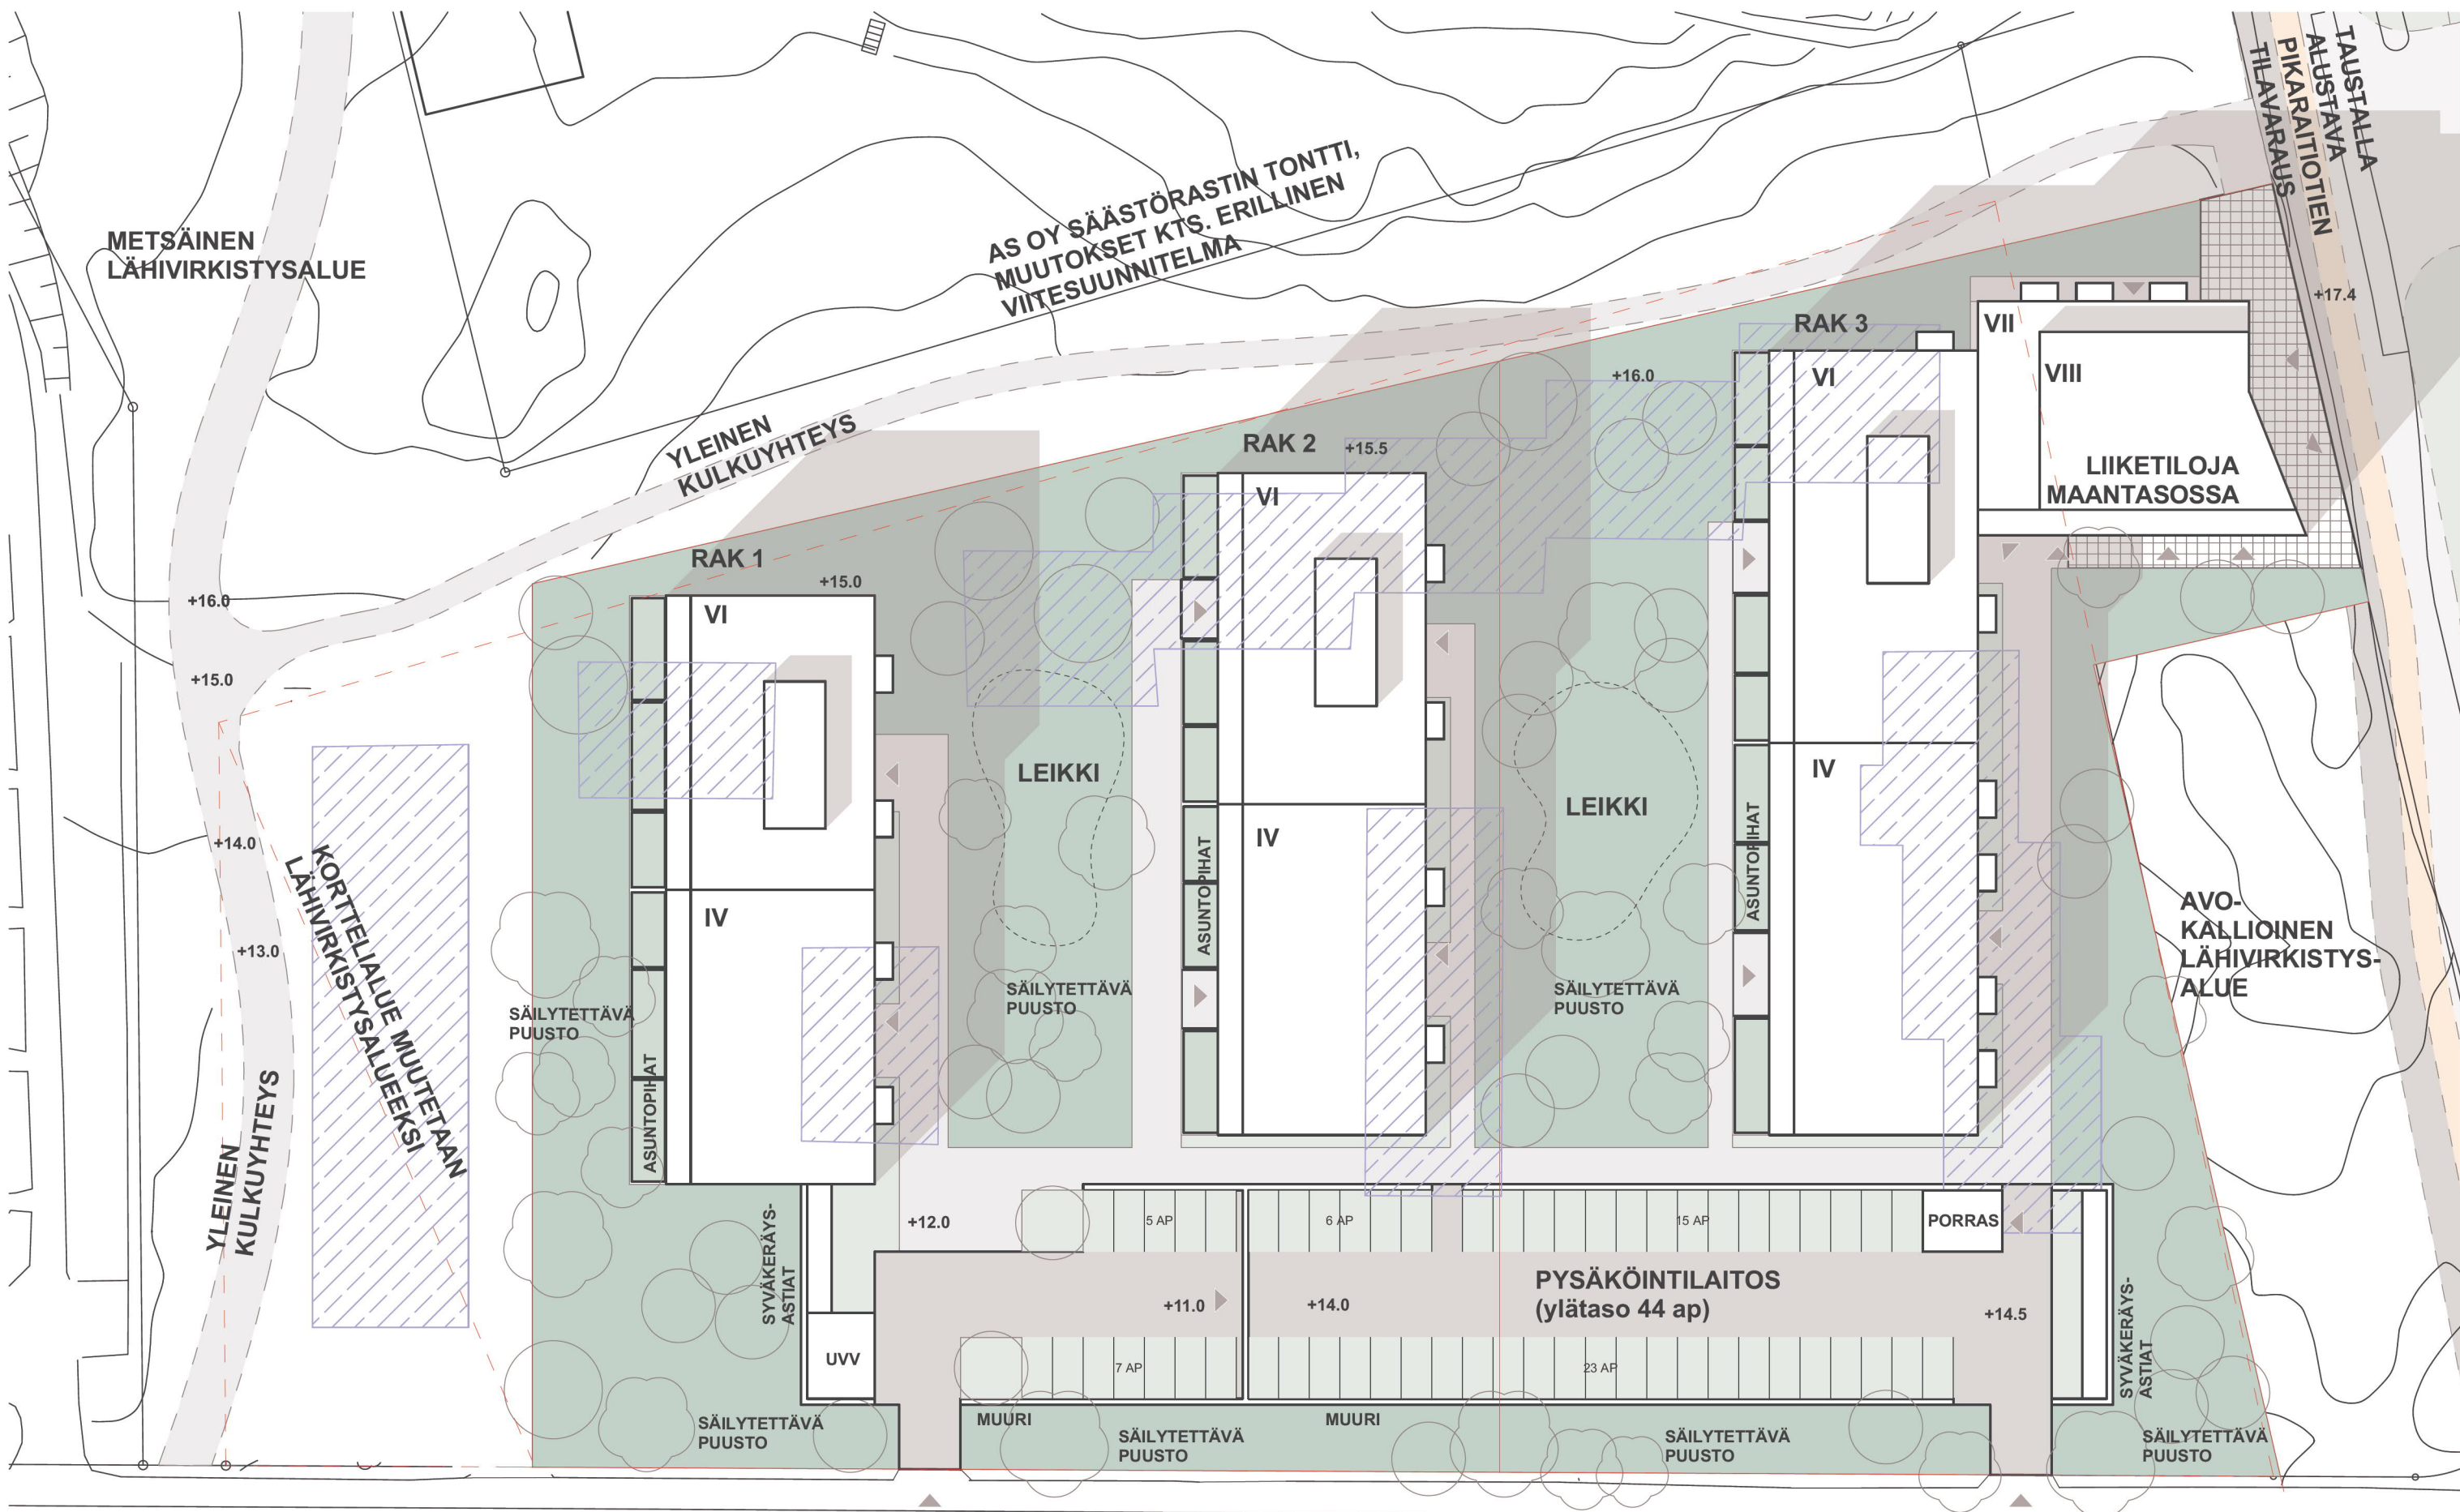 TAUSTALLA
ALUSTAVA
PIKARAITIOTIEN
TILAVARAUS
METSÄINEN
LÄHIVIRKISTYSALUE
AS OY SÄÄSTÖRASTIN TONTTI,
MUUTOKSET KTS. ERILLINEN
VIITESUUNNITELMA
+17.4
RAK 3
VII
VI
VIII
+16.0
YLEINEN
KULKUYHTEYS
RAK 2
+15.5
VI
LIIKETILOJA
MAANTASOSSA
RAK 1
+15.0
VI
+16.0
+15.0
LEIKKI
LEIKKI
IV
IV
IV
+14.0
+13.0
KORTTELIALUE MUUTETAAN
LÄHIVIRKISTYSALUEEKSI
YLEINEN
KULKUYHTEYS
ASUNTOPIHAT
ASUNTOPIHAT
ASUNTOPIHAT
AVO-
KALLIOINEN
LÄHIVIRKISTYS-
ALUE
SÄILYTETTÄVÄ
PUUSTO
SÄILYTETTÄVÄ
PUUSTO
SÄILYTETTÄVÄ
PUUSTO
SYVÄKERÄYS-
ASTIAT
+12.0
5 AP
6 AP
15 AP
PORRAS
PYSÄKÖINTILAITOS
(ylätaso 44 ap)
+11.0
+14.0
+14.5
SYVÄKERÄYS-
ASTIAT
UVV
7 AP
23 AP
MUURI
MUURI
SÄILYTETTÄVÄ
PUUSTO
SÄILYTETTÄVÄ
PUUSTO
SÄILYTETTÄVÄ
PUUSTO
SÄILYTETTÄVÄ
PUUSTO